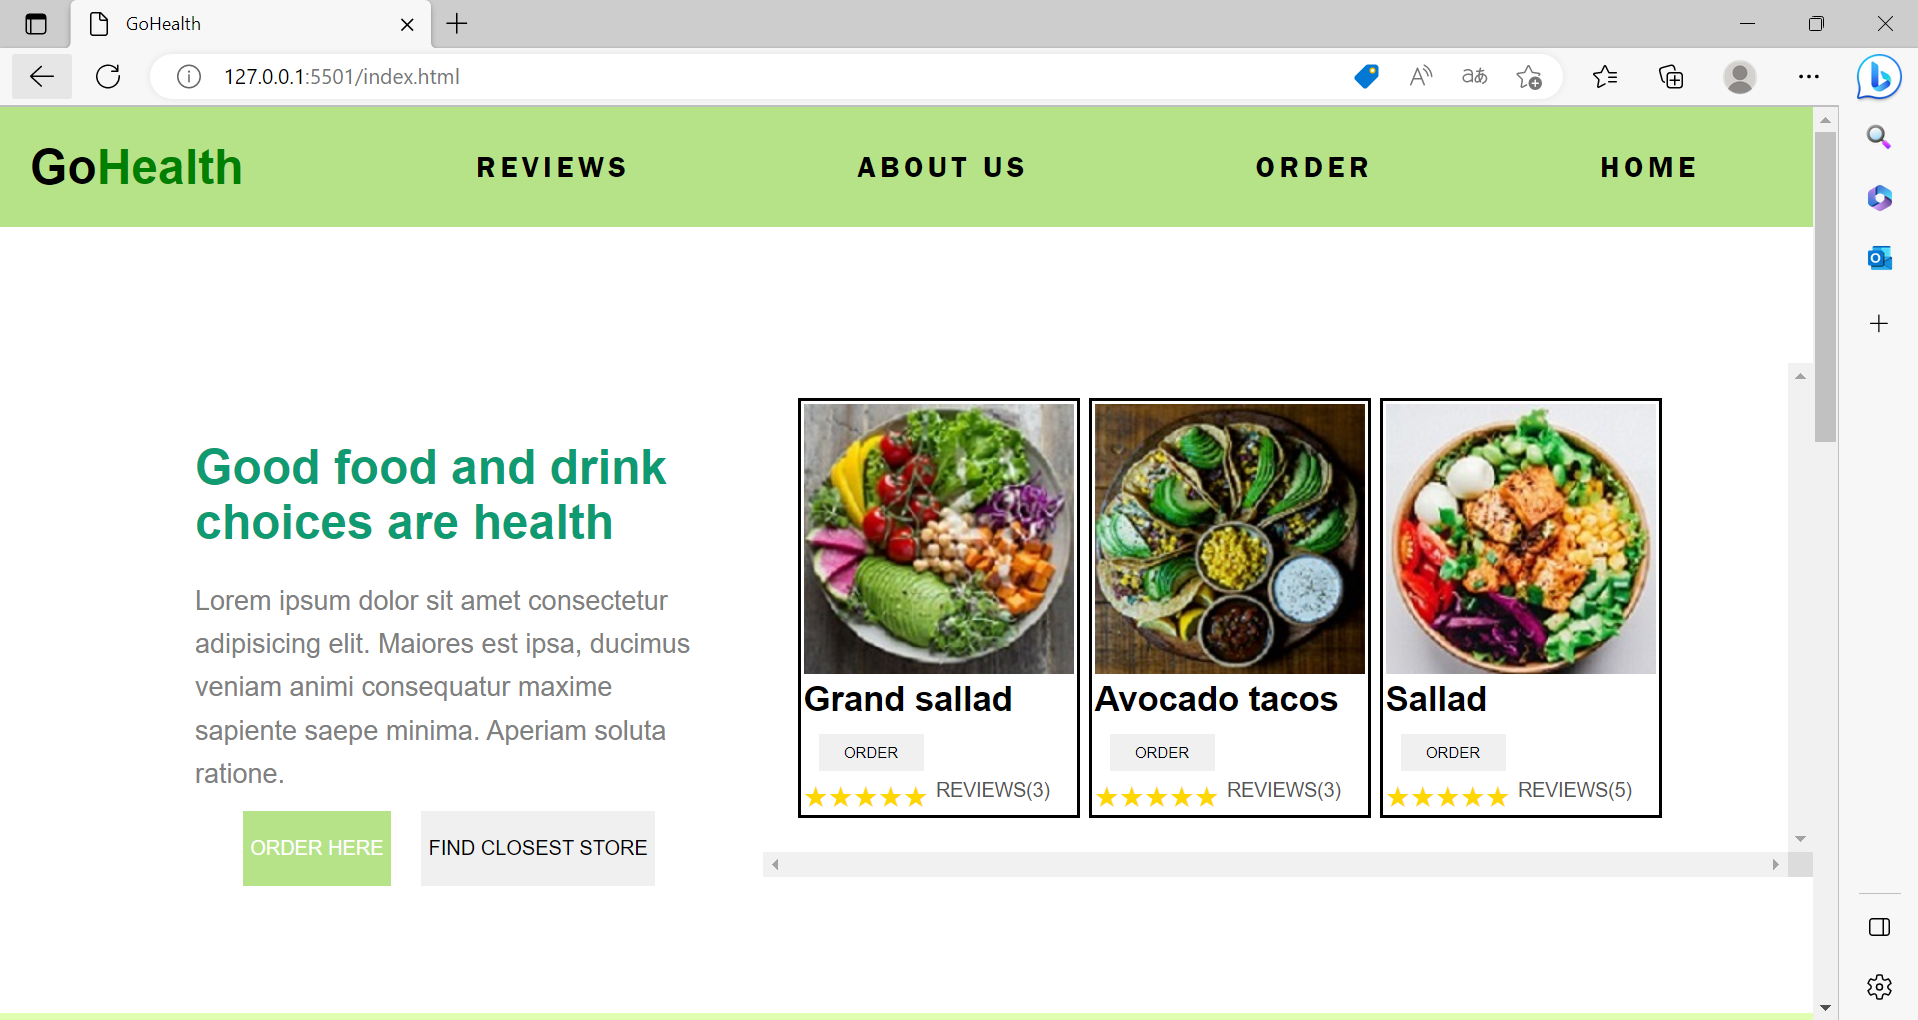 GoHealth
127.0.0.1:5501/index.html
GoHealth
REVIEWS
ABOUT US
ORDER
HOME
Good food and drink
choices are health
Lorem ipsum dolor sit amet consectetur
adipisicing elit. Maiores est ipsa, ducimus
veniam animi consequatur maxime
sapiente saepe minima. Aperiam soluta
ratione.
ORDER HERE
FIND CLOSEST STORE
Grand sallad
ORDER
REVIEWS(3)
Avocado tacos
ORDER
REVIEWS(3)
Sallad
ORDER
REVIEWS(5)